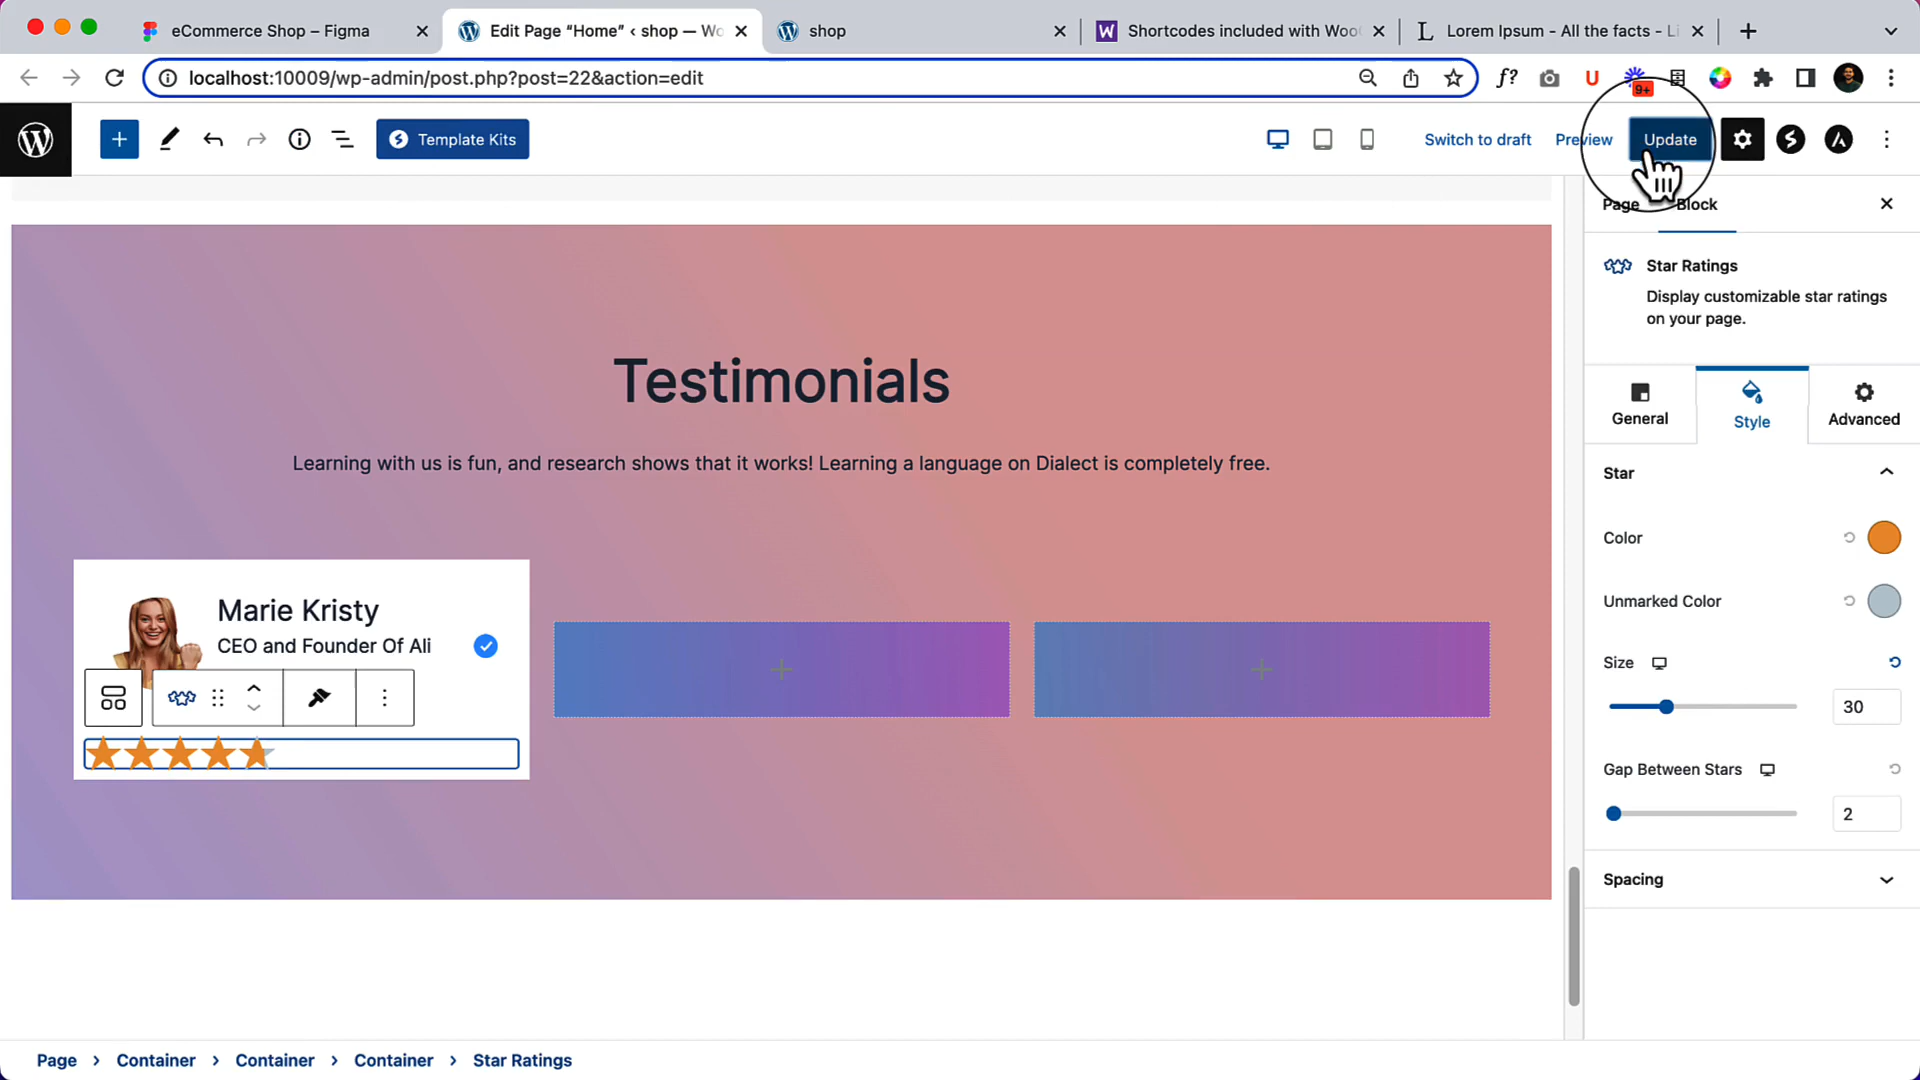 eCommerce Shop – Figma
Edit Page “Home” ‹ shop — Wo
shop
Shortcodes included with Woo
Lorem Ipsum - All the facts - Li
localhost:10009/wp-admin/post.php?post=22&action=edit
f?
U
9+
Template Kits
Switch to draft
Preview
Update
Page
Block
Star Ratings
Display customizable star ratings
on your page.
General
Style
Advanced
Star
Color
Unmarked Color
Size
30
Gap Between Stars
2
Spacing
Testimonials
Learning with us is fun, and research shows that it works! Learning a language on Dialect is completely free.
Marie Kristy
CEO and Founder Of Ali
Page › Container › Container › Container › Star Ratings